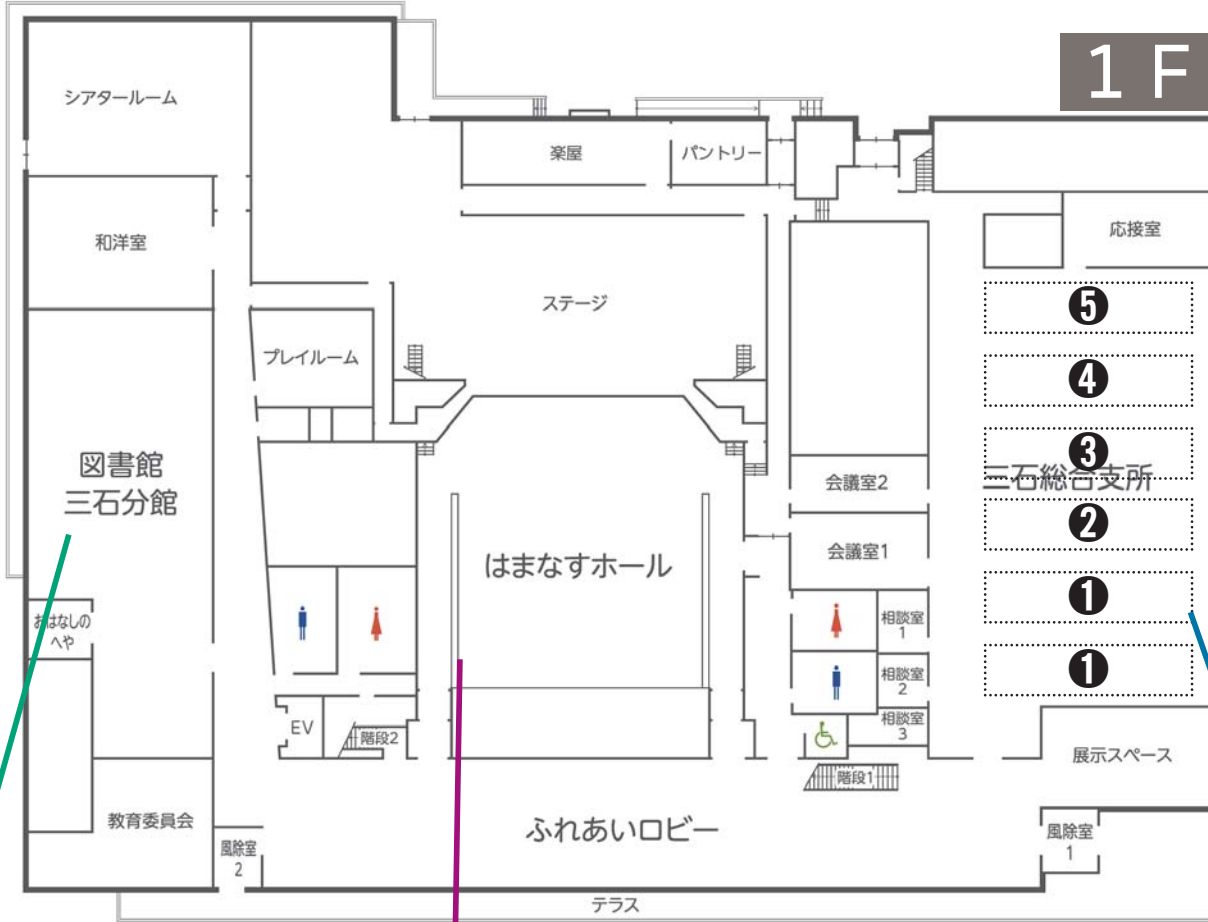 1 F
シアタールーム
楽屋
パントリー
和洋室
応接室
ステージ
❺
プレイルーム
❹
図書館
三石分館
❸
三石総合支所
会議室2
❷
会議室1
はまなすホール
❶
おはなしの
へや
相談室
1
❶
相談室
2
相談室
3
EV
階段2
展示スペース
階段1
教育委員会
ふれあいロビー
風除室
1
風除室
2
テラス